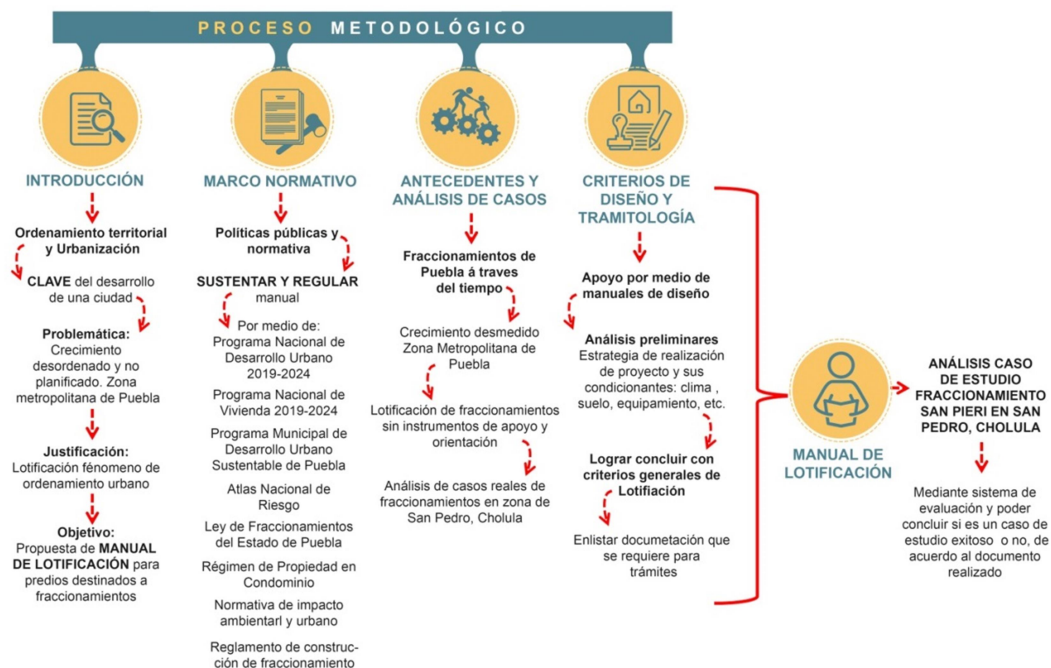 PROCESO METODOLÓGICO
INTRODUCCIÓN
Ordenamiento territorial
y Urbanización
CLAVE del desarrollo
de una ciudad
Problemática:
Crecimiento
desordenado y no
planificado. Zona
metropolitana de Puebla
Justificación:
Lotificación fénomeno de
ordenamiento urbano
Objetivo:
Propuesta de MANUAL
DE LOTIFICACIÓN para
predios destinados a
fraccionamientos
MARCO NORMATIVO
Políticas públicas y
normativa
SUSTENTAR Y REGULAR
manual
Por medio de:
Programa Nacional de
Desarrollo Urbano
2019-2024
Programa Nacional de
Vivienda 2019-2024
Programa Municipal de
Desarrollo Urbano
Sustentable de Puebla
Atlas Nacional de
Riesgo
Ley de Fraccionamientos
del Estado de Puebla
Régimen de Propiedad en
Condominio
Normativa de impacto
ambientarl y urbano
Reglamento de construc-
ción de fraccionamiento
ANTECEDENTES Y
ANÁLISIS DE CASOS
Fraccionamientos de
Puebla á traves
del tiempo
Crecimiento desmedido
Zona Metropolitana de
Puebla
Lotificación de fraccionamientos
sin instrumentos de apoyo y
orientación
Análisis de casos reales de
fraccionamientos en zona de
San Pedro, Cholula
CRITERIOS DE
DISEÑO Y
TRAMITOLOGÍA
Apoyo por medio de
manuales de diseño
Análisis preliminares
Estrategia de realización
de proyecto y sus
condicionantes: clima ,
suelo, equipamiento, etc.
Lograr concluir con
criterios generales de
Lotifiación
Enlistar documetación que
se requiere para
trámites
MANUAL DE
LOTIFICACIÓN
ANÁLISIS CASO
DE ESTUDIO
FRACCIONAMIENTO
SAN PIERI EN SAN
PEDRO, CHOLULA
Mediante sistema de
evaluación y poder
concluir si es un caso de
estudio exitoso o no, de
acuerdo al documento
realizado